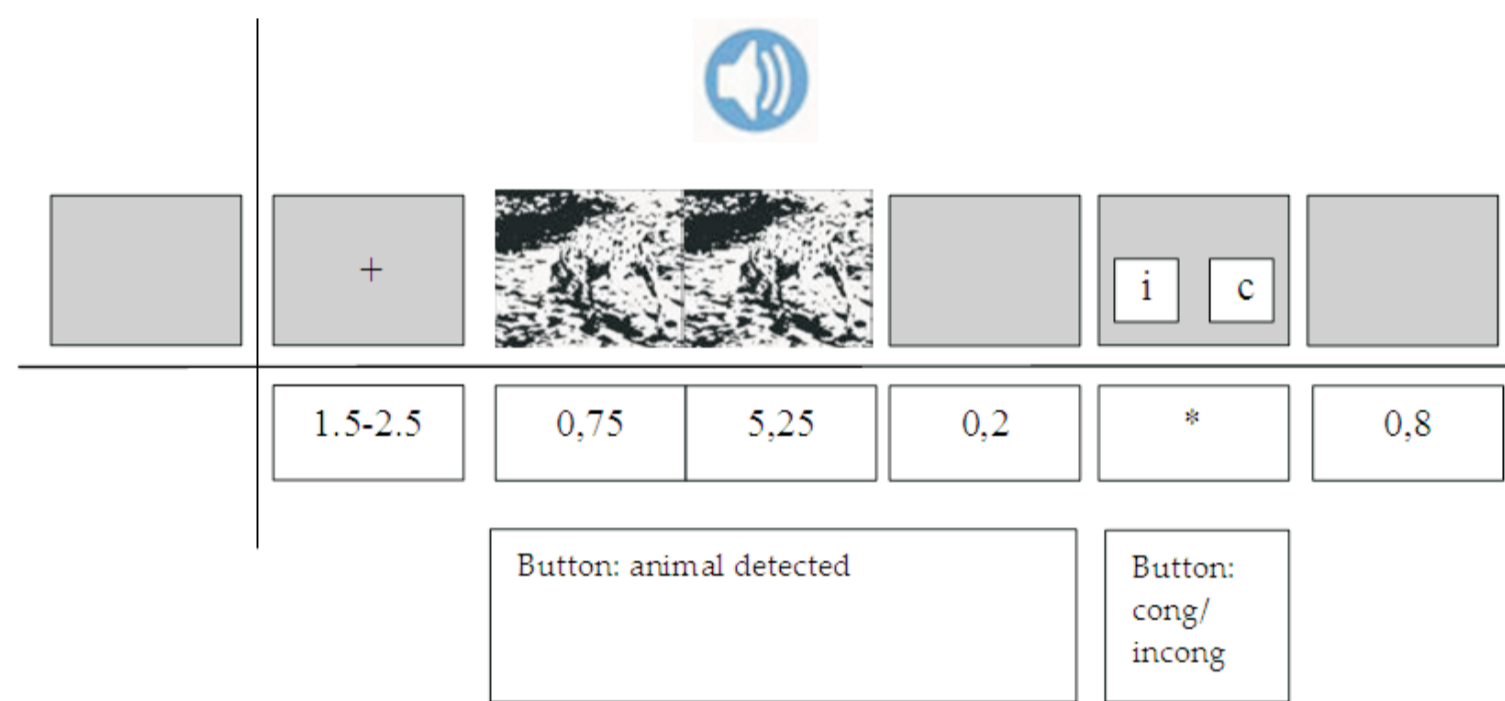 +
i
c
1.5-2.5
0,75
5,25
0,2
*
0,8
Button: animal detected
Button:
cong/
incong